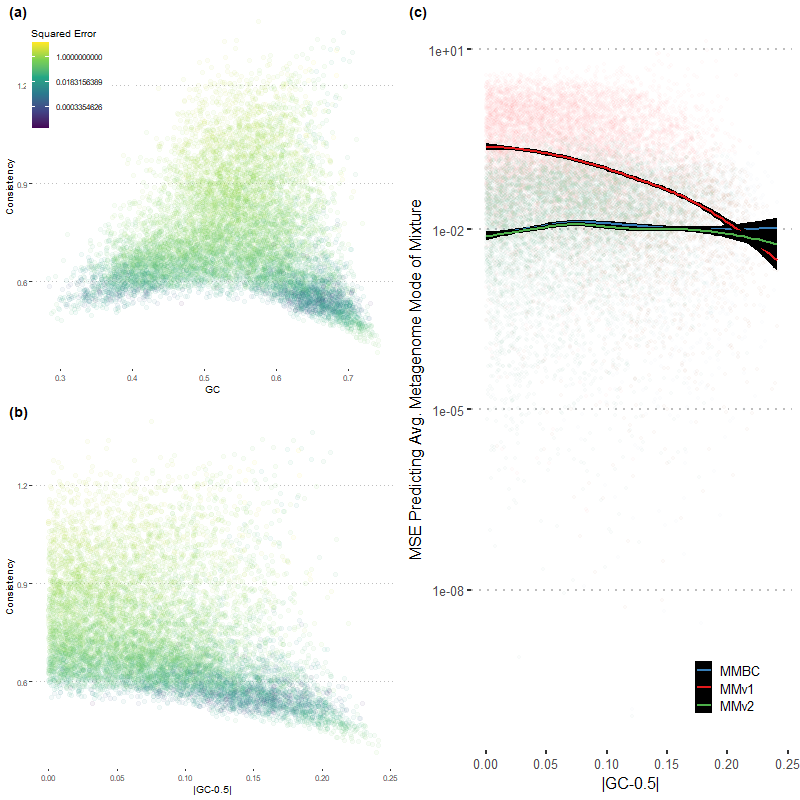 (a)
Squared Error
1.0000000000
0.0183156389
0.0003354626
Consistency
1.2
0.9
0.6
0.3
0.4
0.5
0.6
0.7
GC
(b)
Consistency
1.2
0.9
0.6
0.00
0.05
0.10
0.15
0.20
0.25
|GC-0.5|
(c)
MSE Predicting Avg. Metagenome Mode of Mixture
1e+01
1e-02
1e-05
1e-08
MMBC
MMv1
MMv2
0.00
0.05
0.10
0.15
0.20
0.25
|GC-0.5|